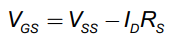 V_GS = V_SS − I_D R_S